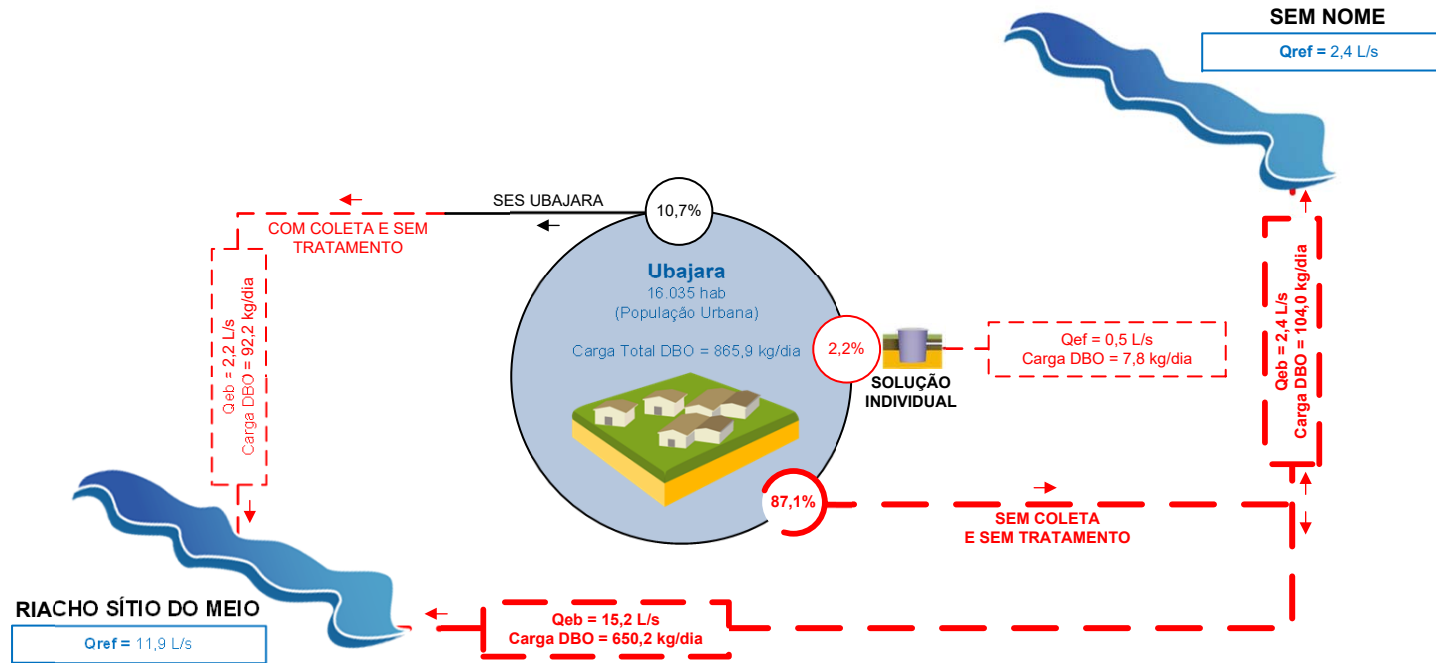 SEM NOME
Qref = 2,4 L/s
SES UBAJARA
10,7%
COM COLETA E SEM
TRATAMENTO
Qeb = 2,2 L/s
Carga DBO = 92,2 kg/dia
Ubajara
16.035 hab
(População Urbana)
Carga Total DBO = 865,9 kg/dia
2,2%
SOLUÇÃO
INDIVIDUAL
Qef = 0,5 L/s
Carga DBO = 7,8 kg/dia
Qeb = 2,4 L/s
Carga DBO = 104,0 kg/dia
87,1%
SEM COLETA
E SEM TRATAMENTO
RIACHO SÍTIO DO MEIO
Qref = 11,9 L/s
Qeb = 15,2 L/s
Carga DBO = 650,2 kg/dia